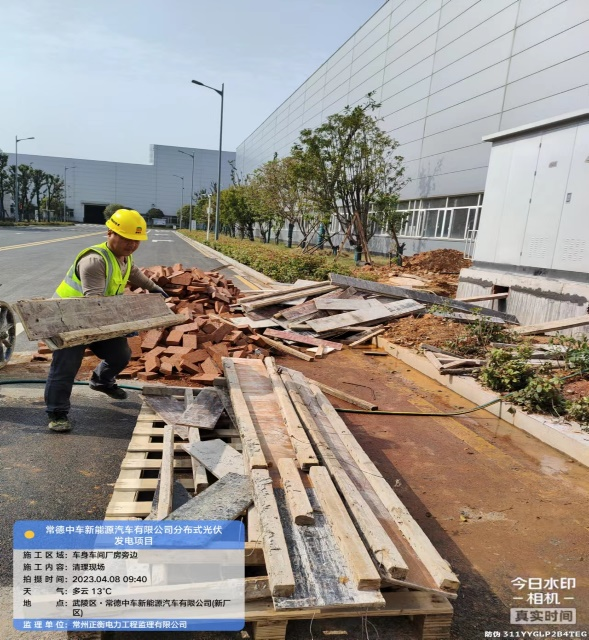 常德中车新能源汽车分布式光伏
发电项目
施工区域：车身车间厂房旁边
施工内容：清理现场
拍摄时间：2023.04.08 09:40
天　　气：多云 13℃
地　　点：武陵区·常德中车新能源汽车有限公司(新厂区)
监理单位：常州正衡电力工程监理有限公司
今日水印
相机
真实时间
防伪 311YYGLP2B4TEG